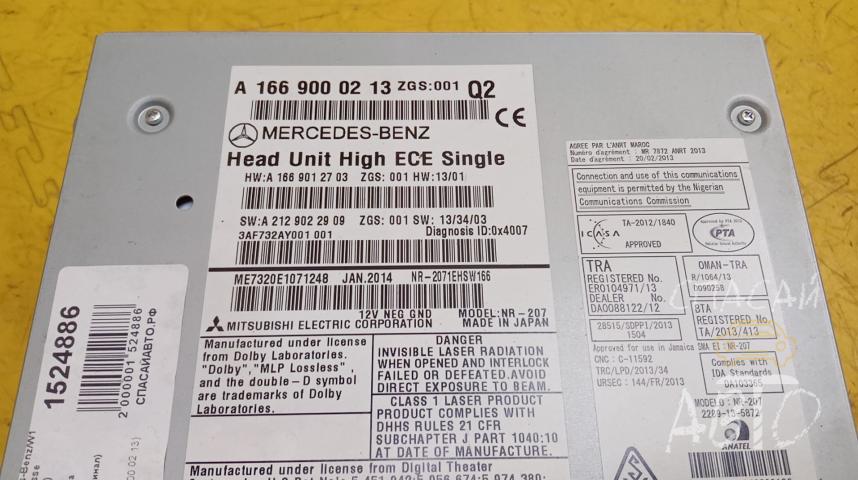 A 166 900 02 13 ZGS:001 Q2
CE
MERCEDES-BENZ
Head Unit High ECE Single
HW:A 166 901 27 03 ZGS: 001 HW:13/01
SW:A 212 902 29 09 ZGS: 001 SW: 13/34/03
3AF732AY001 001 Diagnosis ID:0x4007
ME7320E1071248 JAN.2014 NR-2071EHSW166
12V NEG GND MODEL:NR-207
MITSUBISHI ELECTRIC CORPORATION MADE IN JAPAN
Manufactured under license
from Dolby Laboratories.
"Dolby","MLP Lossless",
and the double-D symbol
are trademarks of Dolby
Laboratories.
DANGER
INVISIBLE LASER RADIATION
WHEN OPENED AND INTERLOCK
FAILED OR DEFEATED.AVOID
DIRECT EXPOSURE TO BEAM.
CLASS 1 LASER PRODUCT
PRODUCT COMPLIES WITH
DHHS RULES 21 CFR
SUBCHAPTER J PART 1040:10
AT DATE OF MANUFACTURE.
Manufactured under license from Digital Theater
AGREE PAR L'ANRT MAROC
Numéro d'agrément: MR 7872 ANRT 2013
Date d'agrément: 20/02/2013
Connection and use of this communications
equipment is permitted by the Nigerian
Communications Commission
ICASA
TA-2012/1840
APPROVED
PTA
TRA
REGISTERED No.
ER0104971/13
DEALER No.
DA0088122/12
OMAN-TRA
R/1064/13
D090258
BTA
REGISTERED No.
TA/2013/413
28515/SDPPI/2013
1504
Approved for use in Jamaica SMA EI: NR-207
CNC: C-11592
TRC/LPD/2013/34
URSEC: 144/FR/2013
Complies with
IDA Standards
DA103365
MODELO: NR-207
2289-13-5872
ANATEL
1524886
2 000001 524886
СПАСАЙАВТО.РФ
СПАСАЙ
АВТО